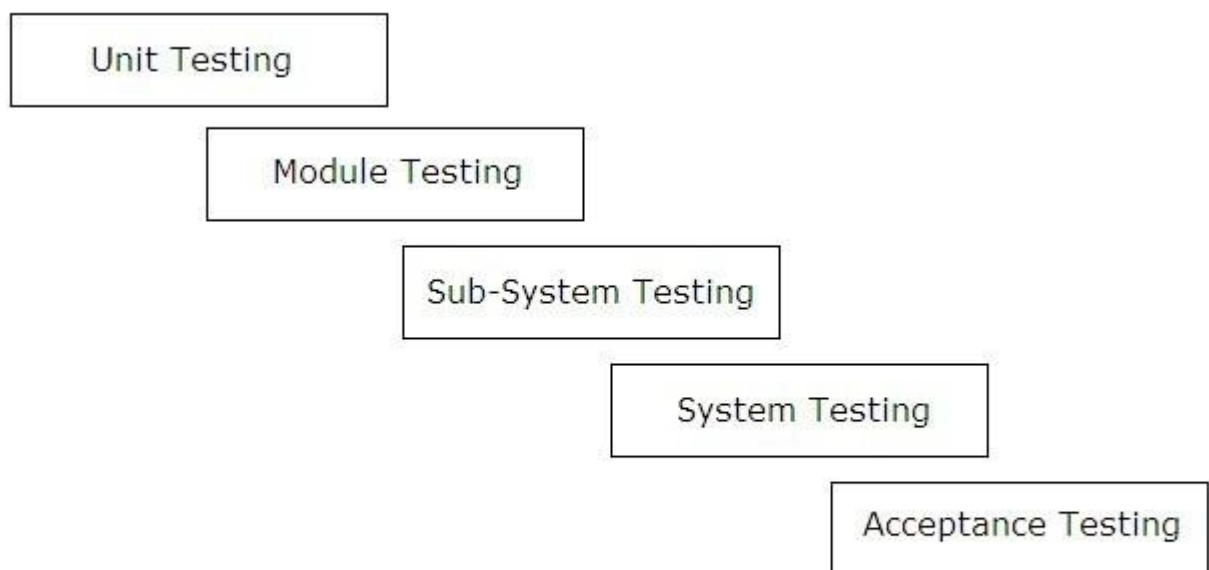 Unit Testing
Module Testing
Sub-System Testing
System Testing
Acceptance Testing